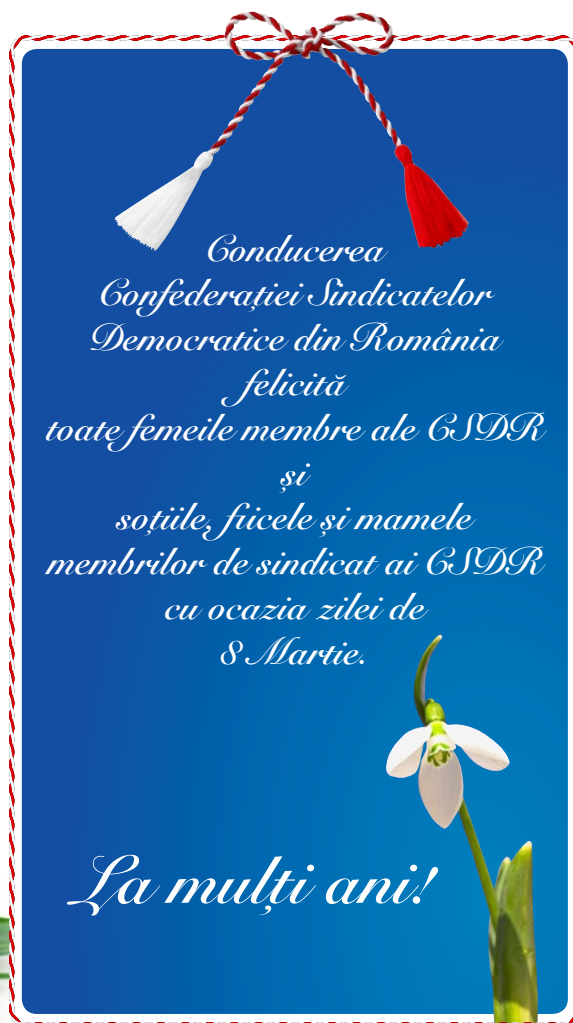 Conducerea
Confederației Sindicatelor
Democratice din România
felicită
toate femeile membre ale CSDR
și
soțiile, fiicele și mamele
membrilor de sindicat ai CSDR
cu ocazia zilei de
8 Martie.
La mulți ani!